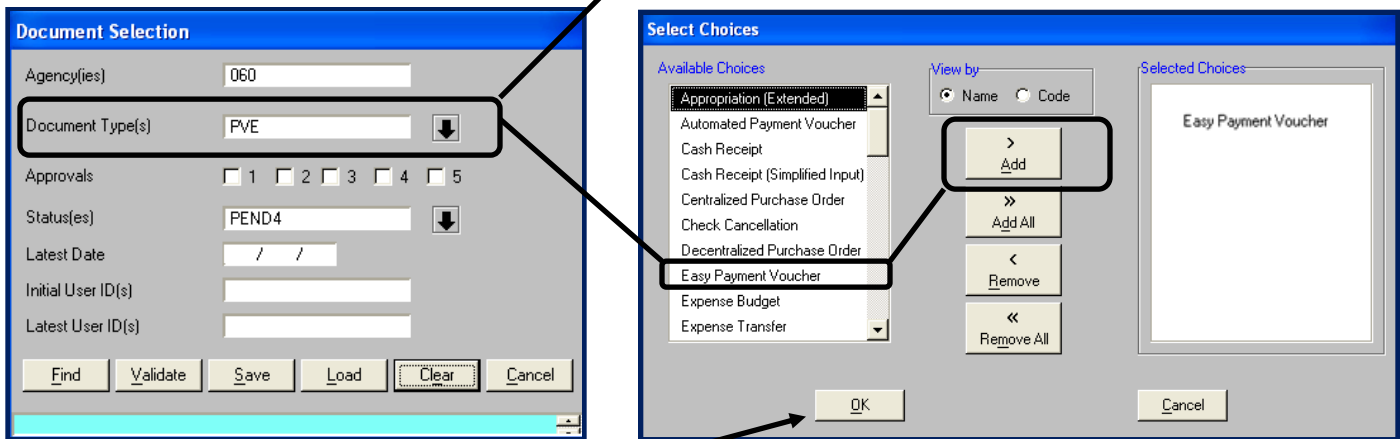 Document Selection
Agency(ies) 060
Document Type(s) PVE
Approvals 1 2 3 4 5
Status(es) PEND4
Latest Date / /
Initial User ID(s)
Latest User ID(s)
Find Validate Save Load Clear Cancel
Select Choices
Available Choices
Appropriation (Extended)
Automated Payment Voucher
Cash Receipt
Cash Receipt (Simplified Input)
Centralized Purchase Order
Check Cancellation
Decentralized Purchase Order
Easy Payment Voucher
Expense Budget
Expense Transfer
View by
Name Code
>
Add
»
Add All
<
Remove
«
Remove All
Selected Choices
Easy Payment Voucher
OK Cancel